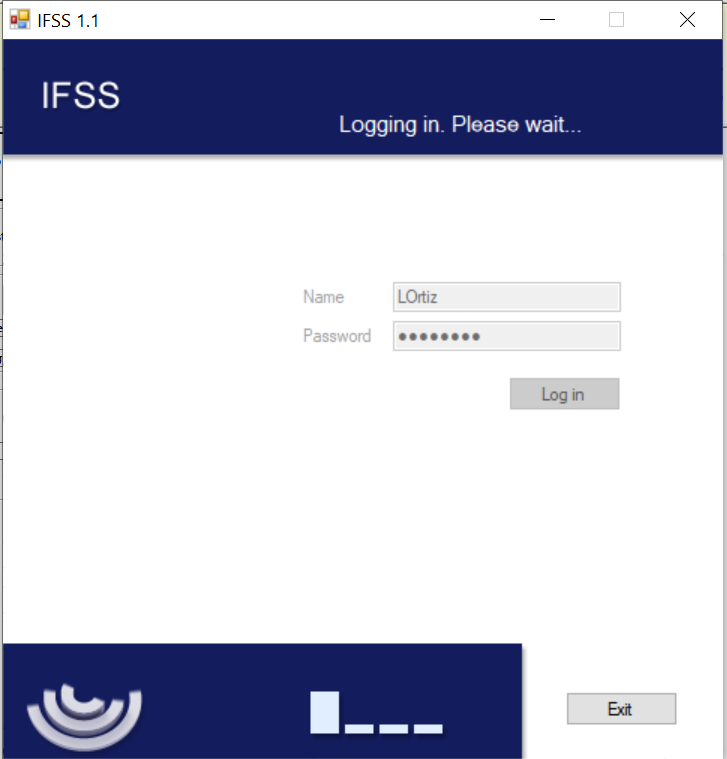 IFSS 1.1
IFSS
Logging in. Please wait...
Name LOrtiz
Password ●●●●●●●●
Log in
Exit